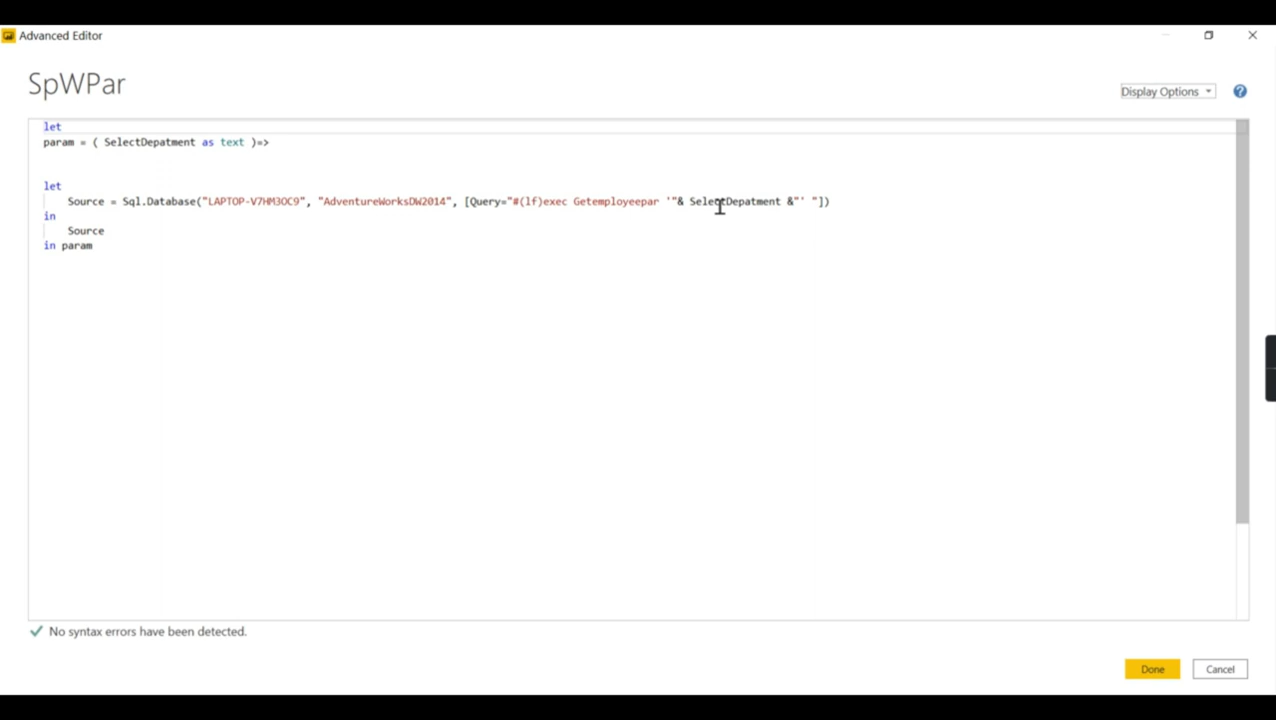 Advanced Editor
SpWPar
Display Options
let
param = ( SelectDepatment as text )=>
let
Source = Sql.Database("LAPTOP-V7HM3OC9", "AdventureWorksDW2014", [Query="#(lf)exec Getemployeepar '"& SelectDepatment &"' "])
in
Source
in param
No syntax errors have been detected.
Done
Cancel